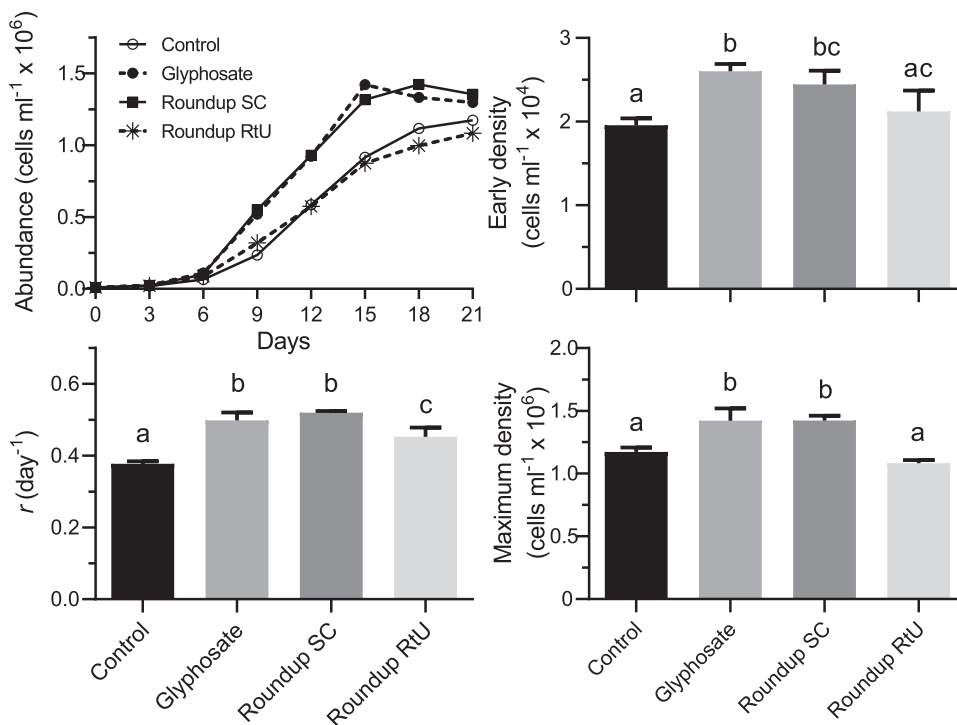 Abundance (cells ml⁻¹ x 10⁶)
1.5
1.0
0.5
0.0
Control
Glyphosate
Roundup SC
Roundup RtU
0 3 6 9 12 15 18 21
Days
Early density
(cells ml⁻¹ x 10⁴)
3
2
1
0
a b bc ac
r (day⁻¹)
0.6
0.4
0.2
0.0
a b b c
Control Glyphosate Roundup SC Roundup RtU
Maximum density
(cells ml⁻¹ x 10⁶)
2.0
1.5
1.0
0.5
0
a b b a
Control Glyphosate Roundup SC Roundup RtU